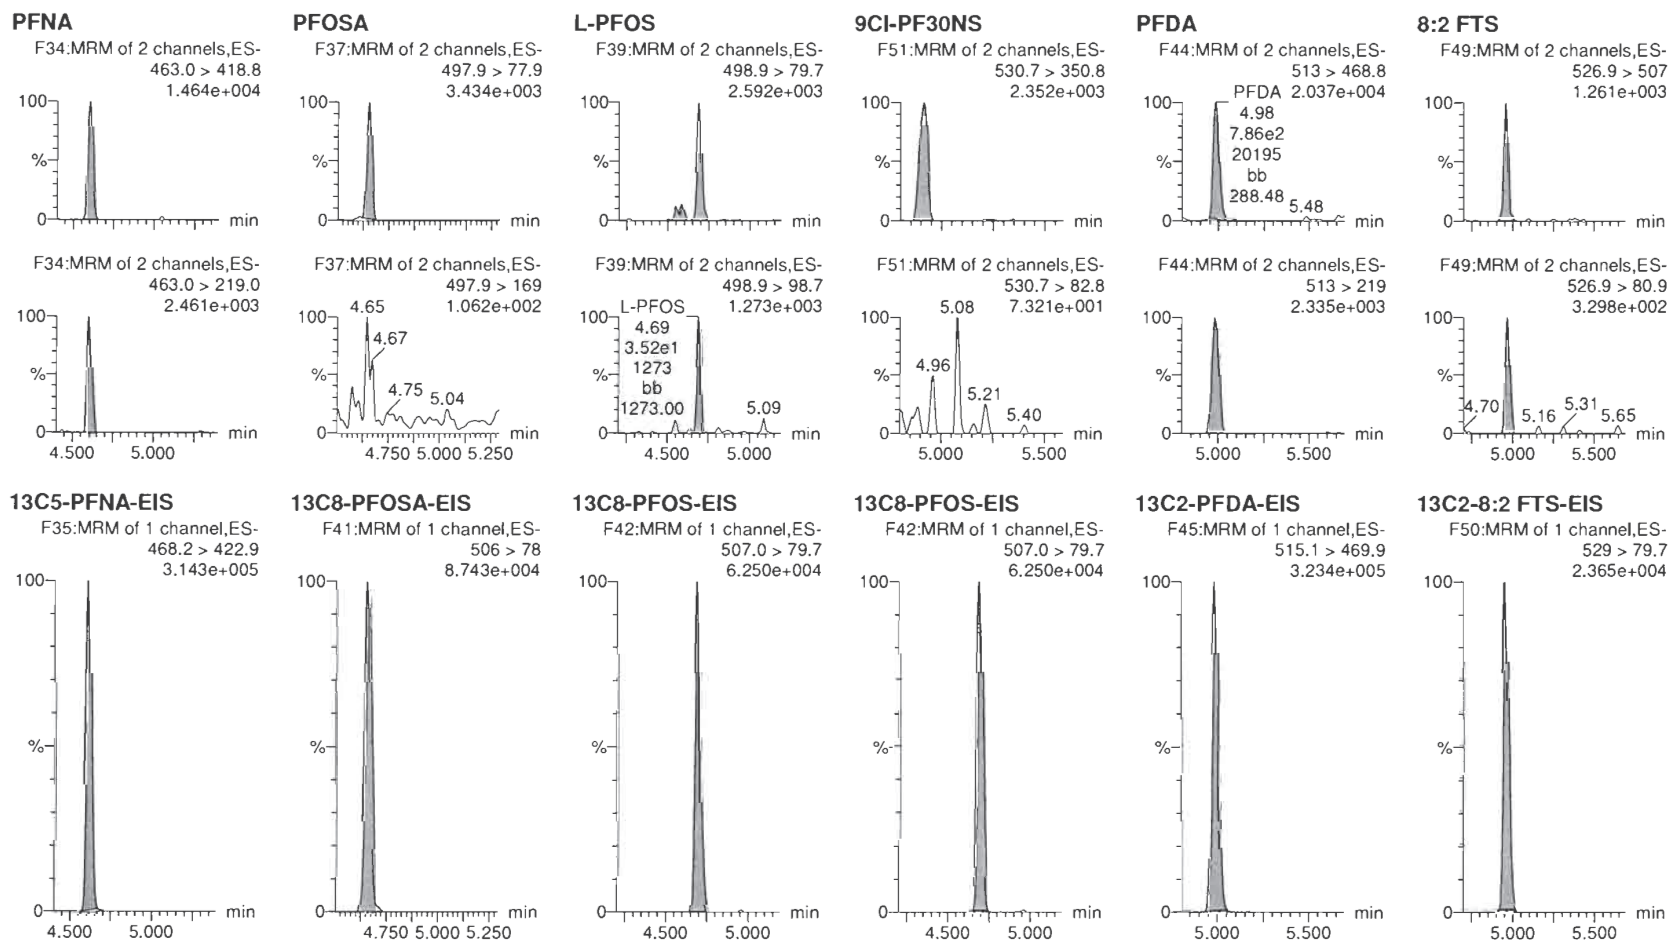 PFNA
F34:MRM of 2 channels,ES-
463.0 > 418.8
1.464e+004
100
%
0
min
F34:MRM of 2 channels,ES-
463.0 > 219.0
2.461e+003
100
%
0
min
4.500 5.000
13C5-PFNA-EIS
F35:MRM of 1 channel,ES-
468.2 > 422.9
3.143e+005
100
%
0
min
4.500 5.000
PFOSA
F37:MRM of 2 channels,ES-
497.9 > 77.9
3.434e+003
100
%
0
min
F37:MRM of 2 channels,ES-
497.9 > 169
1.062e+002
4.65
100
4.67
%
4.75
5.04
0
min
4.750 5.000 5.250
13C8-PFOSA-EIS
F41:MRM of 1 channel,ES-
506 > 78
8.743e+004
100
%
0
min
4.750 5.000 5.250
L-PFOS
F39:MRM of 2 channels,ES-
498.9 > 79.7
2.592e+003
100
%
0
min
F39:MRM of 2 channels,ES-
498.9 > 98.7
1.273e+003
L-PFOS
100
4.69
3.52e1
%
1273
bb
1273.00
5.09
0
min
4.500 5.000
13C8-PFOS-EIS
F42:MRM of 1 channel,ES-
507.0 > 79.7
6.250e+004
100
%
0
min
4.500 5.000
9Cl-PF30NS
F51:MRM of 2 channels,ES-
530.7 > 350.8
2.352e+003
100
%
0
min
F51:MRM of 2 channels,ES-
530.7 > 82.8
7.321e+001
5.08
100
4.96
%
5.21
5.40
0
min
5.000 5.500
13C8-PFOS-EIS
F42:MRM of 1 channel,ES-
507.0 > 79.7
6.250e+004
100
%
0
min
4.500 5.000
PFDA
F44:MRM of 2 channels,ES-
513 > 468.8
PFDA 2.037e+004
100
4.98
7.86e2
%
20195
bb
288.48
5.48
0
min
F44:MRM of 2 channels,ES-
513 > 219
2.335e+003
100
%
0
min
5.000 5.500
13C2-PFDA-EIS
F45:MRM of 1 channel,ES-
515.1 > 469.9
3.234e+005
100
%
0
min
5.000 5.500
8:2 FTS
F49:MRM of 2 channels,ES-
526.9 > 507
1.261e+003
100
%
0
min
F49:MRM of 2 channels,ES-
526.9 > 80.9
3.298e+002
100
%
4.70
5.16
5.31
5.65
0
min
5.000 5.500
13C2-8:2 FTS-EIS
F50:MRM of 1 channel,ES-
529 > 79.7
2.365e+004
100
%
0
min
5.000 5.500